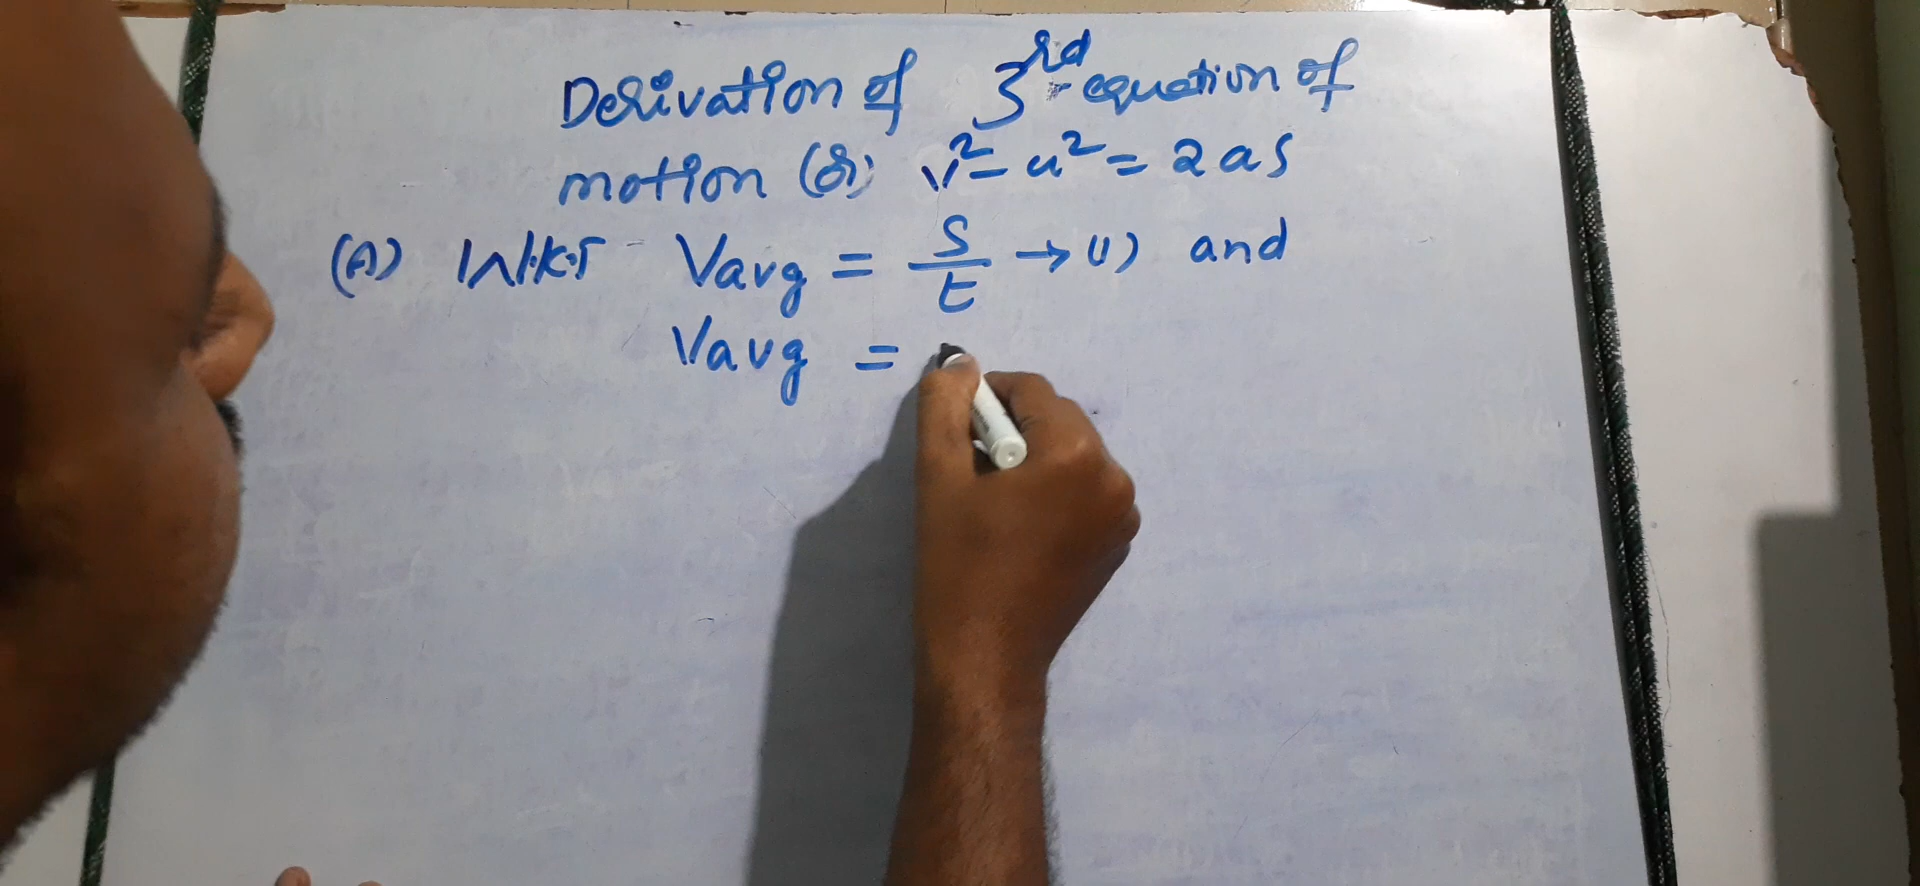 Derivation of 3rd equation of
motion (or) v² - u² = 2as
(A) W.K.T Vavg = S/t → (1) and
Vavg =